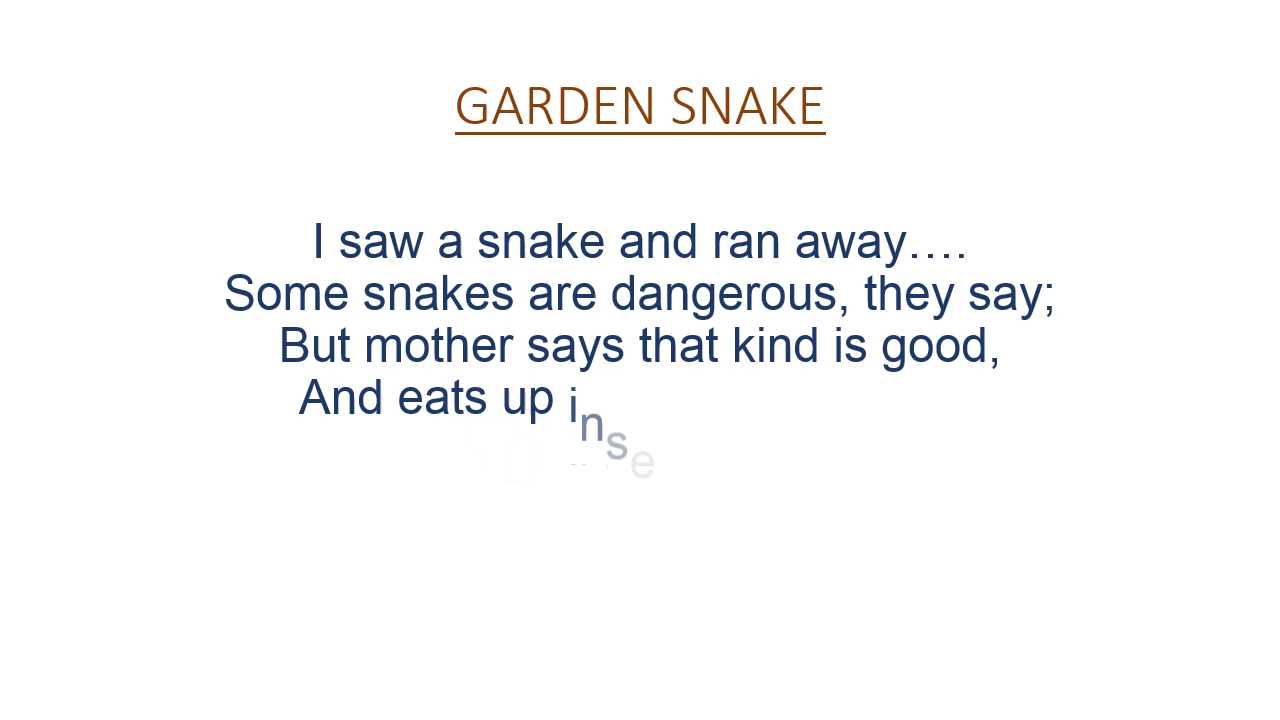 GARDEN SNAKE
I saw a snake and ran away….
Some snakes are dangerous, they say;
But mother says that kind is good,
And eats up inse